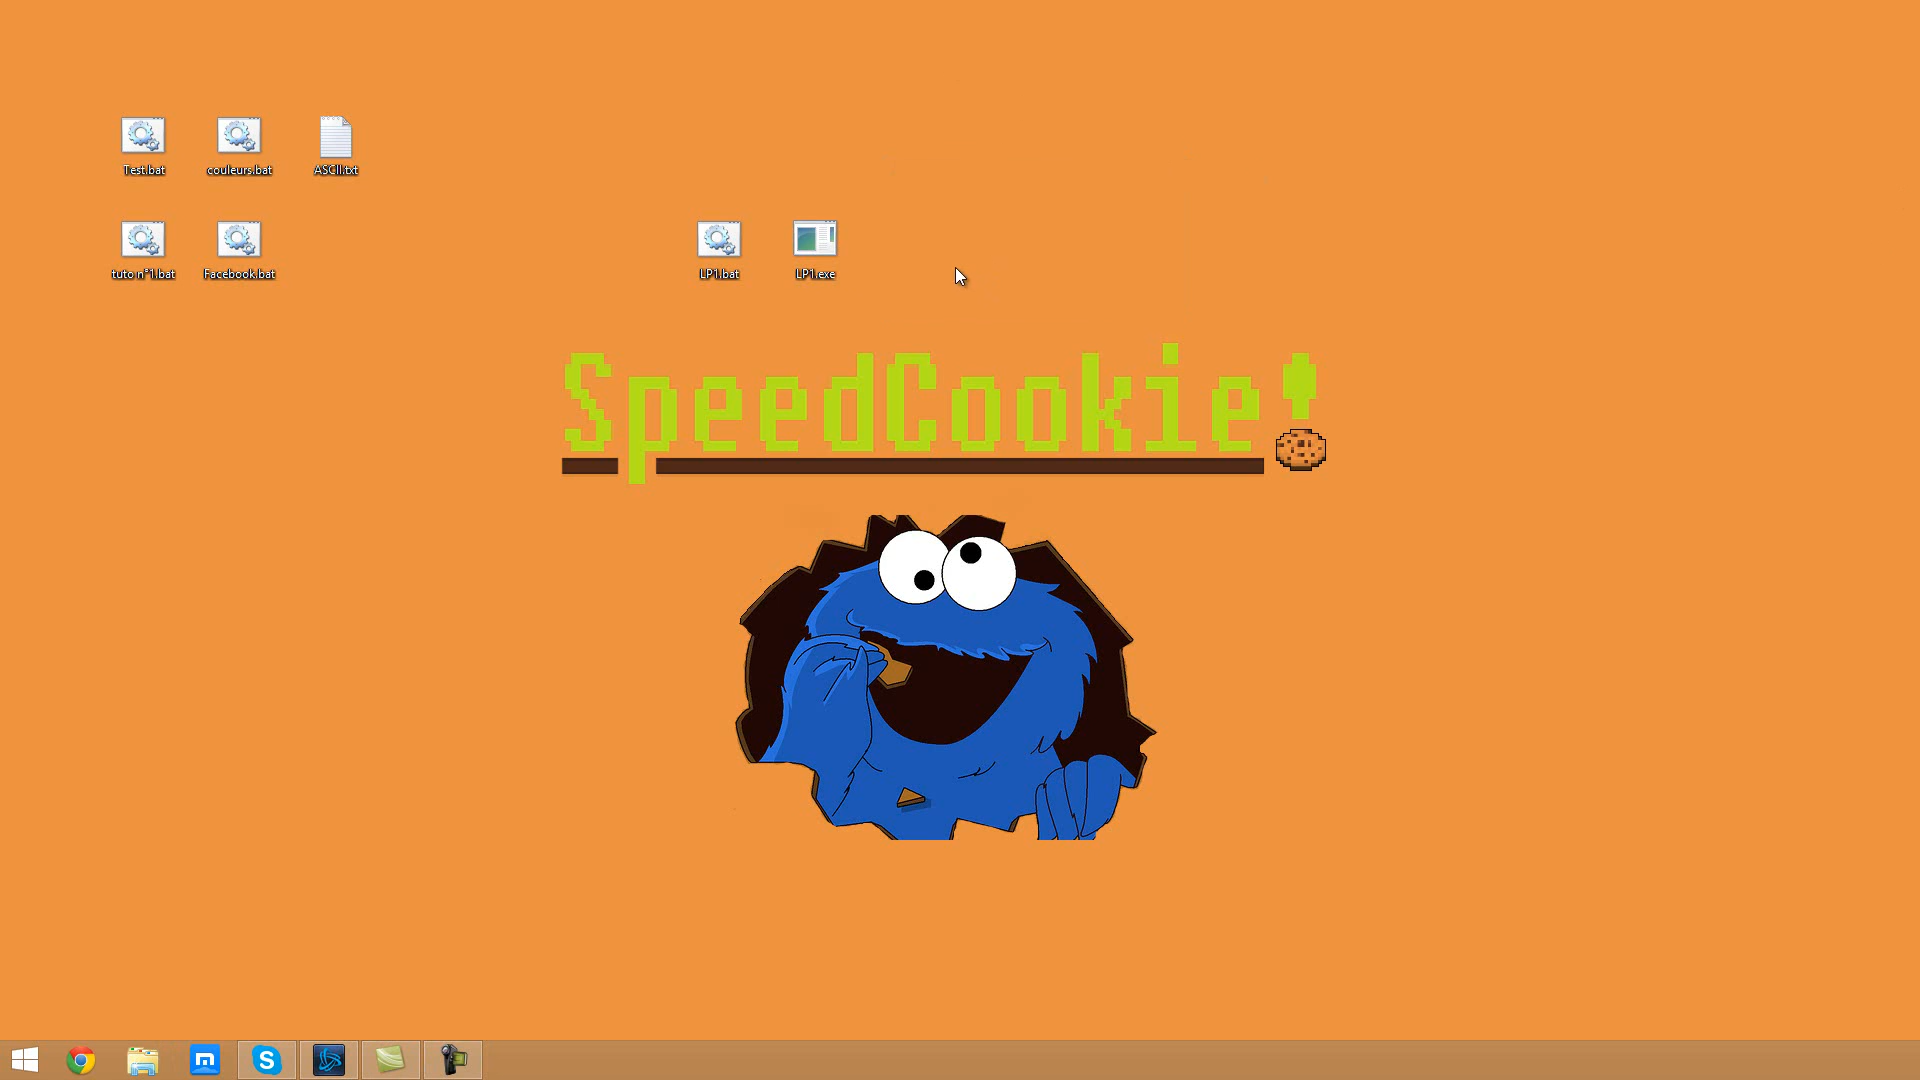 Test.bat
couleurs.bat
ASCII.txt
tuto n°1.bat
Facebook.bat
LP1.bat
LP1.exe
SpeedCookie!